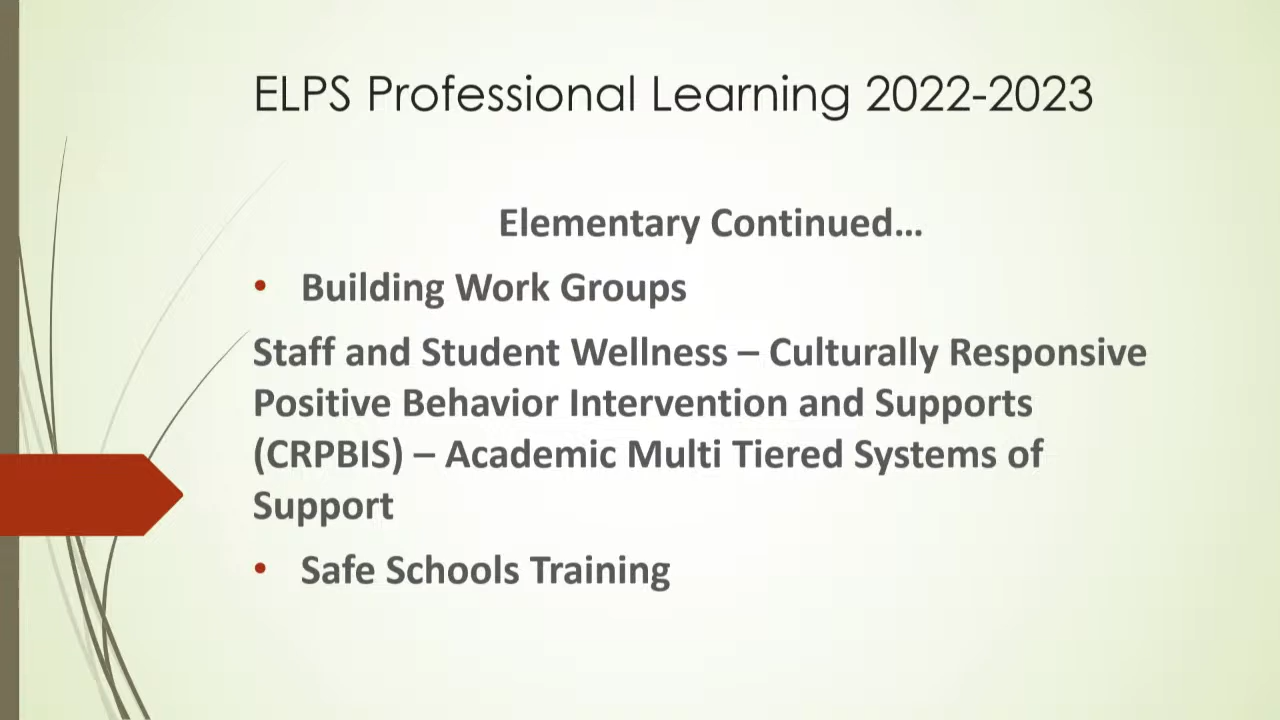 ELPS Professional Learning 2022-2023
Elementary Continued…
• Building Work Groups
Staff and Student Wellness – Culturally Responsive
Positive Behavior Intervention and Supports
(CRPBIS) – Academic Multi Tiered Systems of
Support
• Safe Schools Training